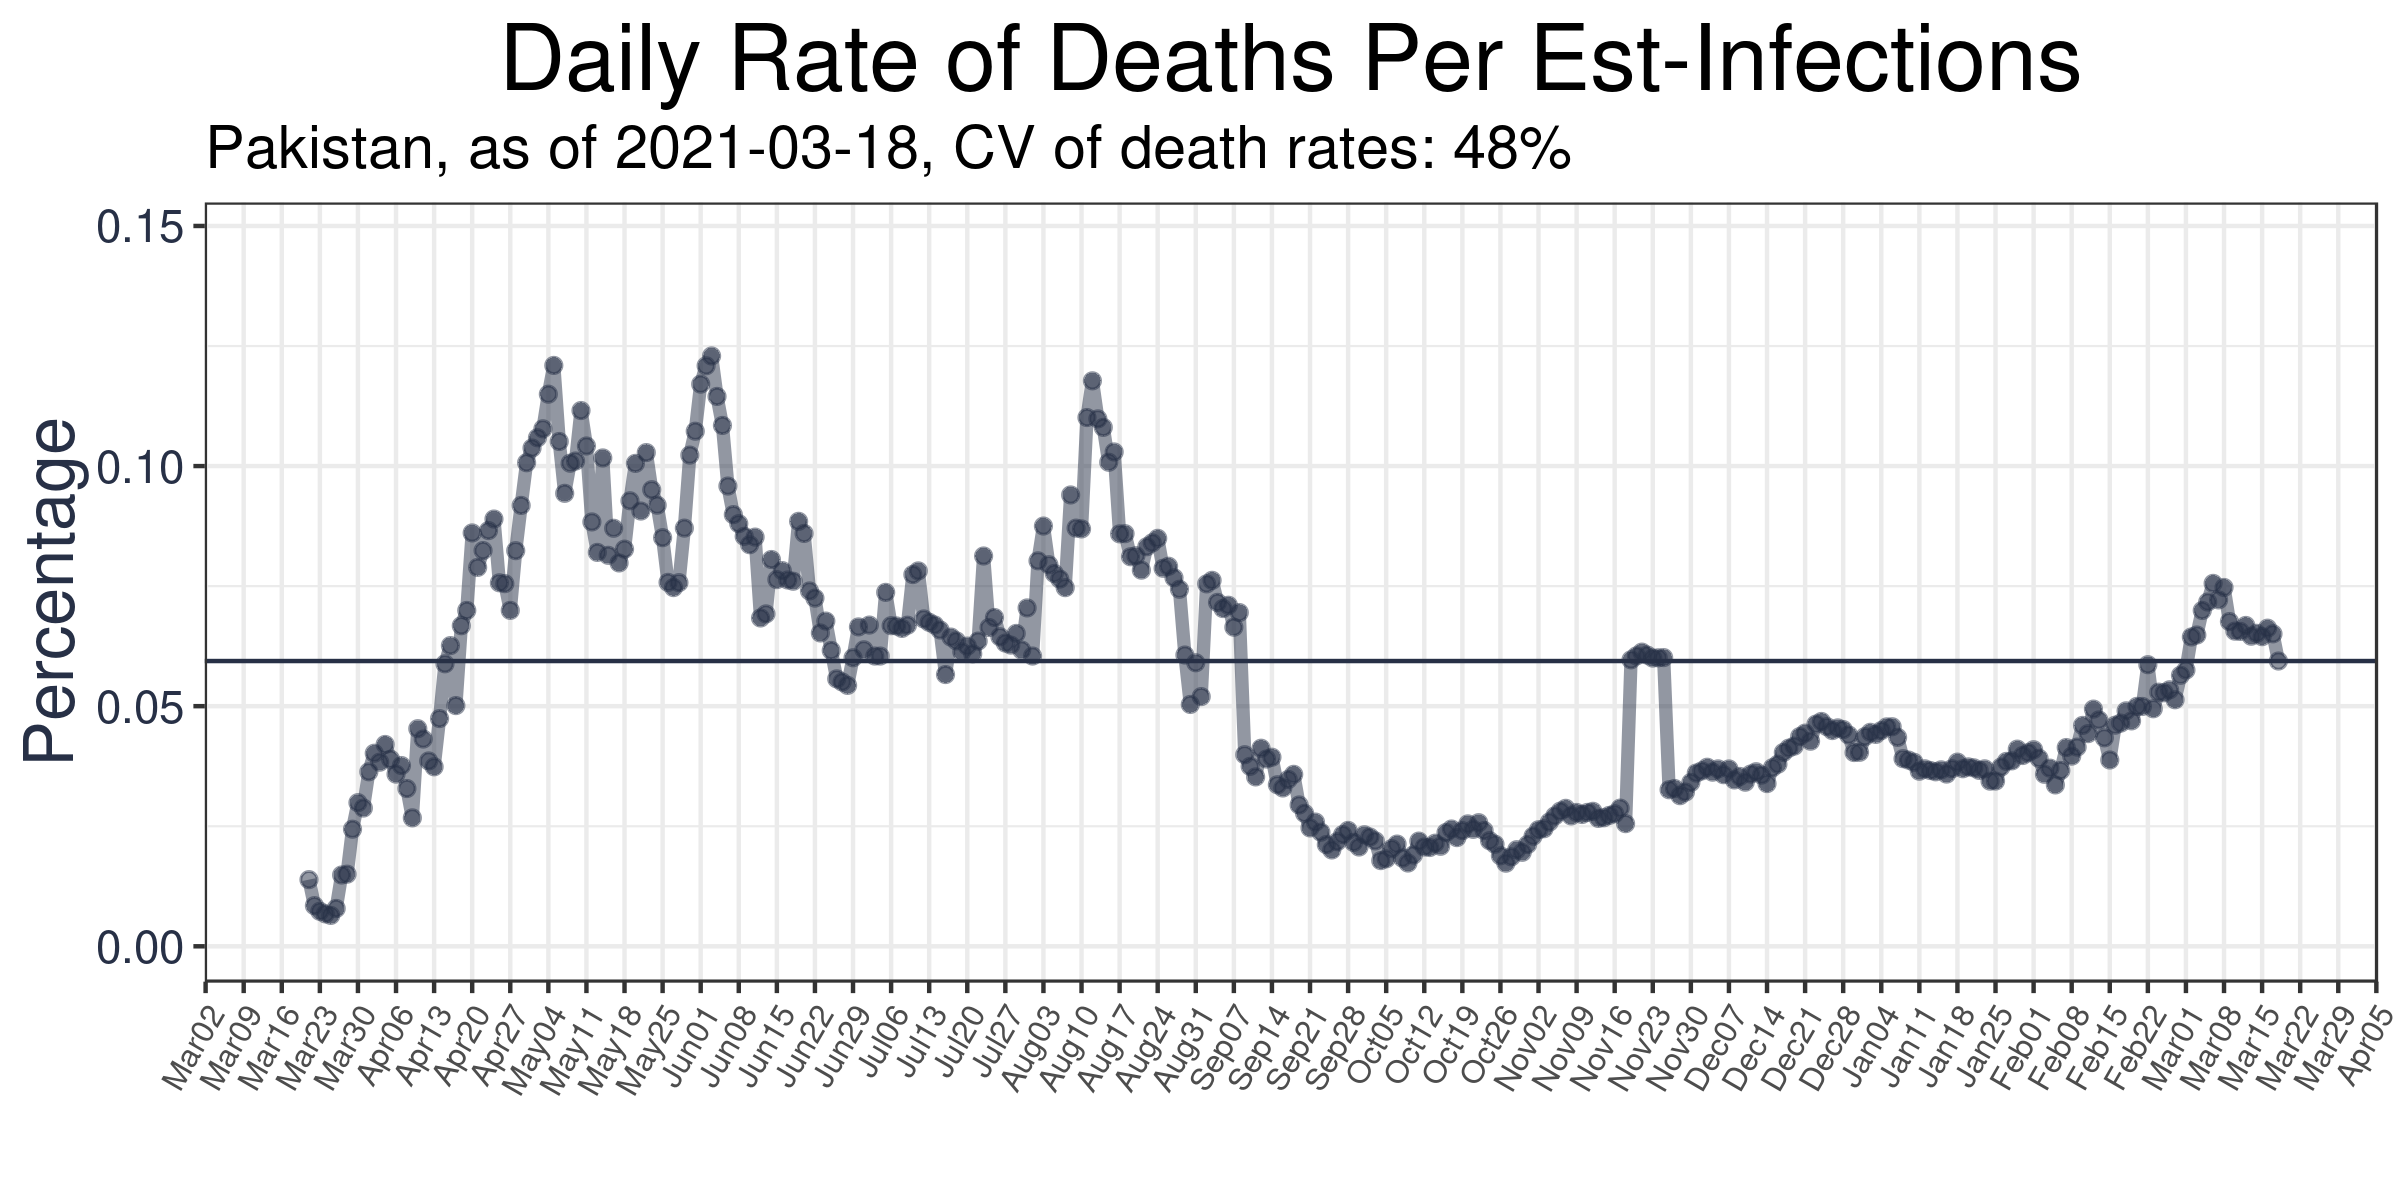 Daily Rate of Deaths Per Est-Infections
Pakistan, as of 2021-03-18, CV of death rates: 48%
Percentage
0.15
0.10
0.05
0.00
Mar02
Mar09
Mar16
Mar23
Mar30
Apr06
Apr13
Apr20
Apr27
May04
May11
May18
May25
Jun01
Jun08
Jun15
Jun22
Jun29
Jul06
Jul13
Jul20
Jul27
Aug03
Aug10
Aug17
Aug24
Aug31
Sep07
Sep14
Sep21
Sep28
Oct05
Oct12
Oct19
Oct26
Nov02
Nov09
Nov16
Nov23
Nov30
Dec07
Dec14
Dec21
Dec28
Jan04
Jan11
Jan18
Jan25
Feb01
Feb08
Feb15
Feb22
Mar01
Mar08
Mar15
Mar22
Mar29
Apr05